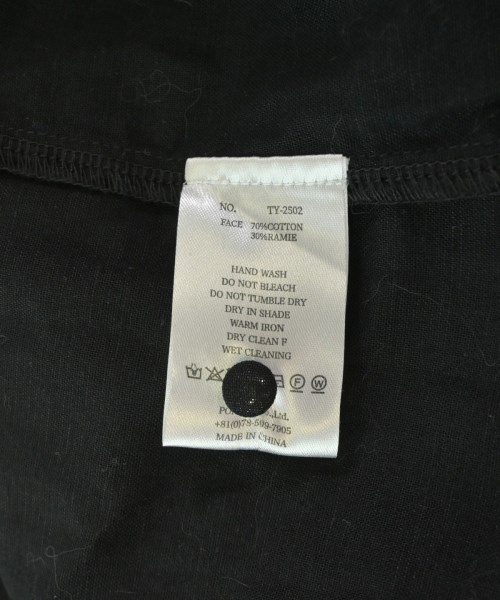 NO. TY-2502
FACE 70%COTTON
30%RAMIE
HAND WASH
DO NOT BLEACH
DO NOT TUMBLE DRY
DRY IN SHADE
WARM IRON
DRY CLEAN F
WET CLEANING
F W
Ltd.
+81(0)78-599-7905
MADE IN CHINA